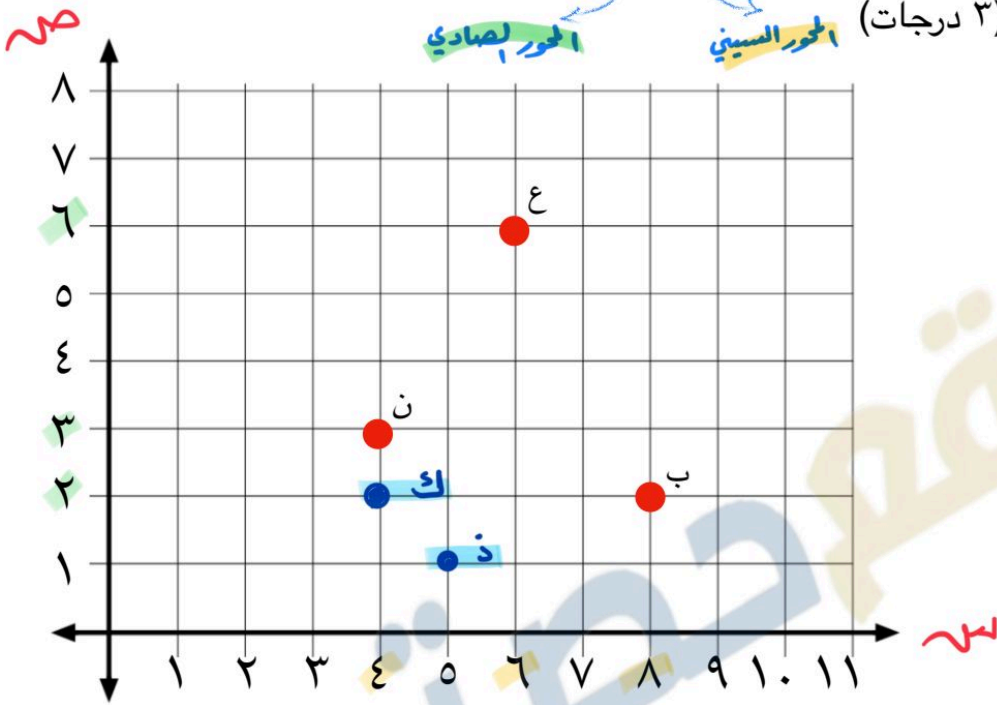 (٣ درجات)
المحور السيني
المحور الصادي
ص
٨
٧
٦
ع
٥
٤
٣
ن
٢
ك
ب
١
ذ
س
١ ٢ ٣ ٤ ٥ ٦ ٧ ٨ ٩ ١٠ ١١